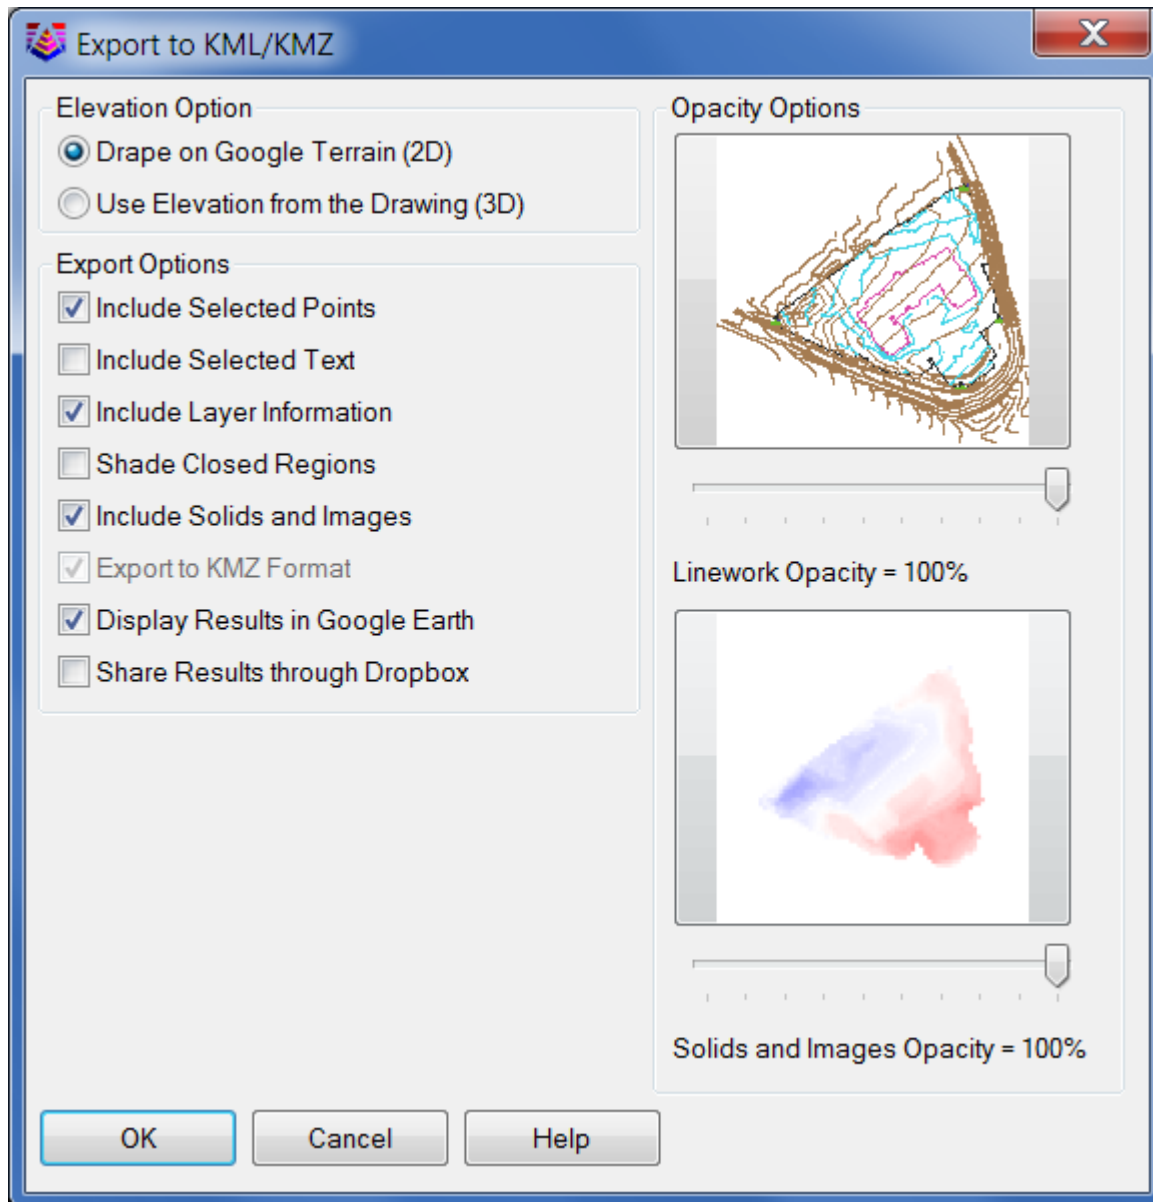 Export to KML/KMZ
Elevation Option
Drape on Google Terrain (2D)
Use Elevation from the Drawing (3D)
Export Options
Include Selected Points
Include Selected Text
Include Layer Information
Shade Closed Regions
Include Solids and Images
Export to KMZ Format
Display Results in Google Earth
Share Results through Dropbox
Opacity Options
Linework Opacity = 100%
Solids and Images Opacity = 100%
OK
Cancel
Help